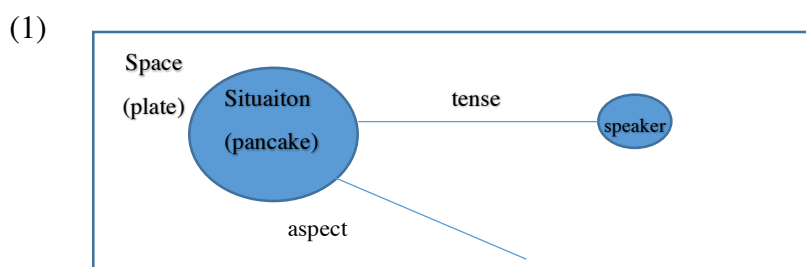 (1)
Space
(plate)
Situaiton
(pancake)
tense
speaker
aspect